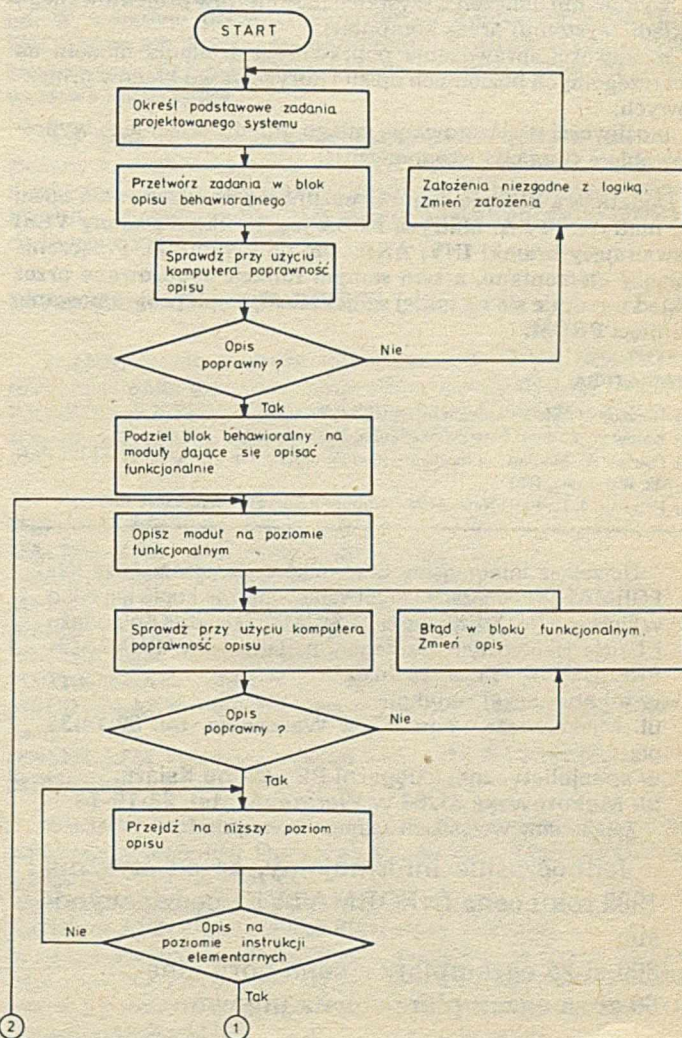 START
Określ podstawowe zadania
projektowanego systemu
Przetwórz zadania w blok
opisu behawioralnego
Założenia niezgodne z logiką.
Zmień założenia
Sprawdź przy użyciu
komputera poprawność
opisu
Opis
poprawny ?
Nie
Tak
Podziel blok behawioralny na
moduły dające się opisać
funkcjonalnie
Opisz moduł na poziomie
funkcjonalnym
Sprawdź przy użyciu komputera
poprawność opisu
Błąd w bloku funkcjonalnym.
Zmień opis
Opis
poprawny ?
Nie
Tak
Przejdź na niższy poziom
opisu
Opis na
poziomie instrukcji
elementarnych
Nie
Tak
2
1